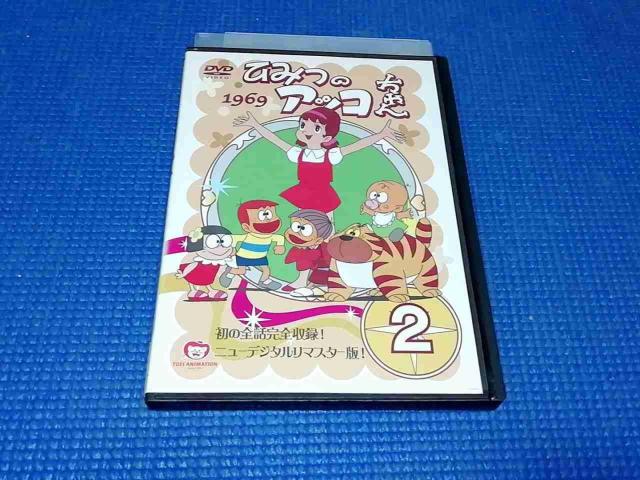 DVD
VIDEO
ひみつの
アッコちゃん
1969
初の全話完全収録!
ニューデジタルリマスター版!
2
TOEI ANIMATION